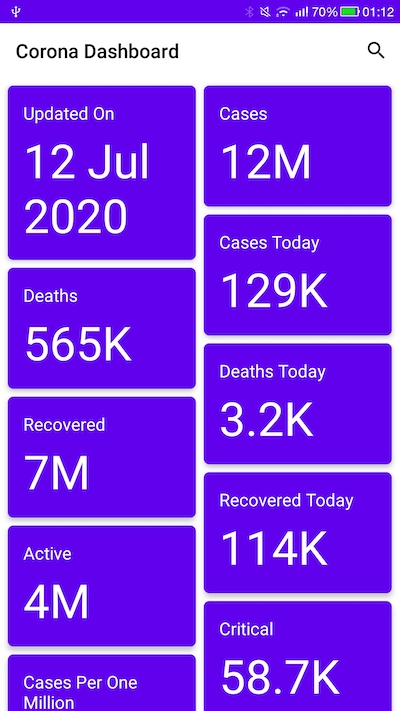 70% 01:12
Corona Dashboard
Updated On
12 Jul
2020
Cases
12M
Cases Today
129K
Deaths
565K
Deaths Today
3.2K
Recovered
7M
Recovered Today
114K
Active
4M
Critical
58.7K
Cases Per One
Million